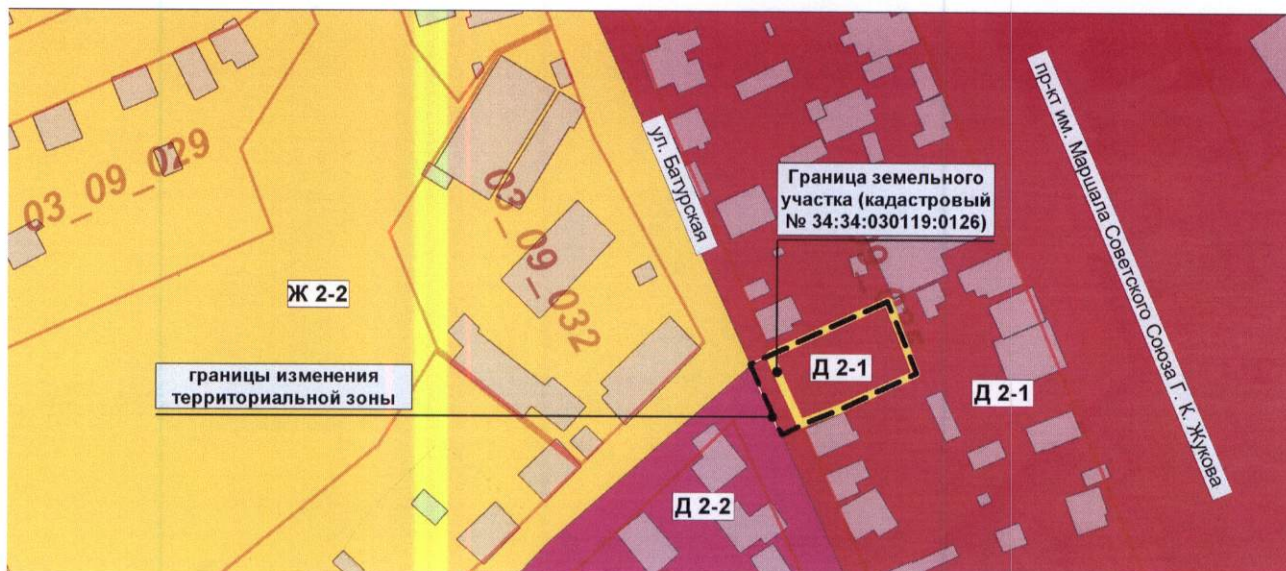 03_09_029
03_09_032
ул. Батурская
пр-кт им. Маршала Советского Союза Г. К. Жукова
Граница земельного
участка (кадастровый
№ 34:34:030119:0126)
Ж 2-2
границы изменения
территориальной зоны
Д 2-1
Д 2-1
Д 2-2